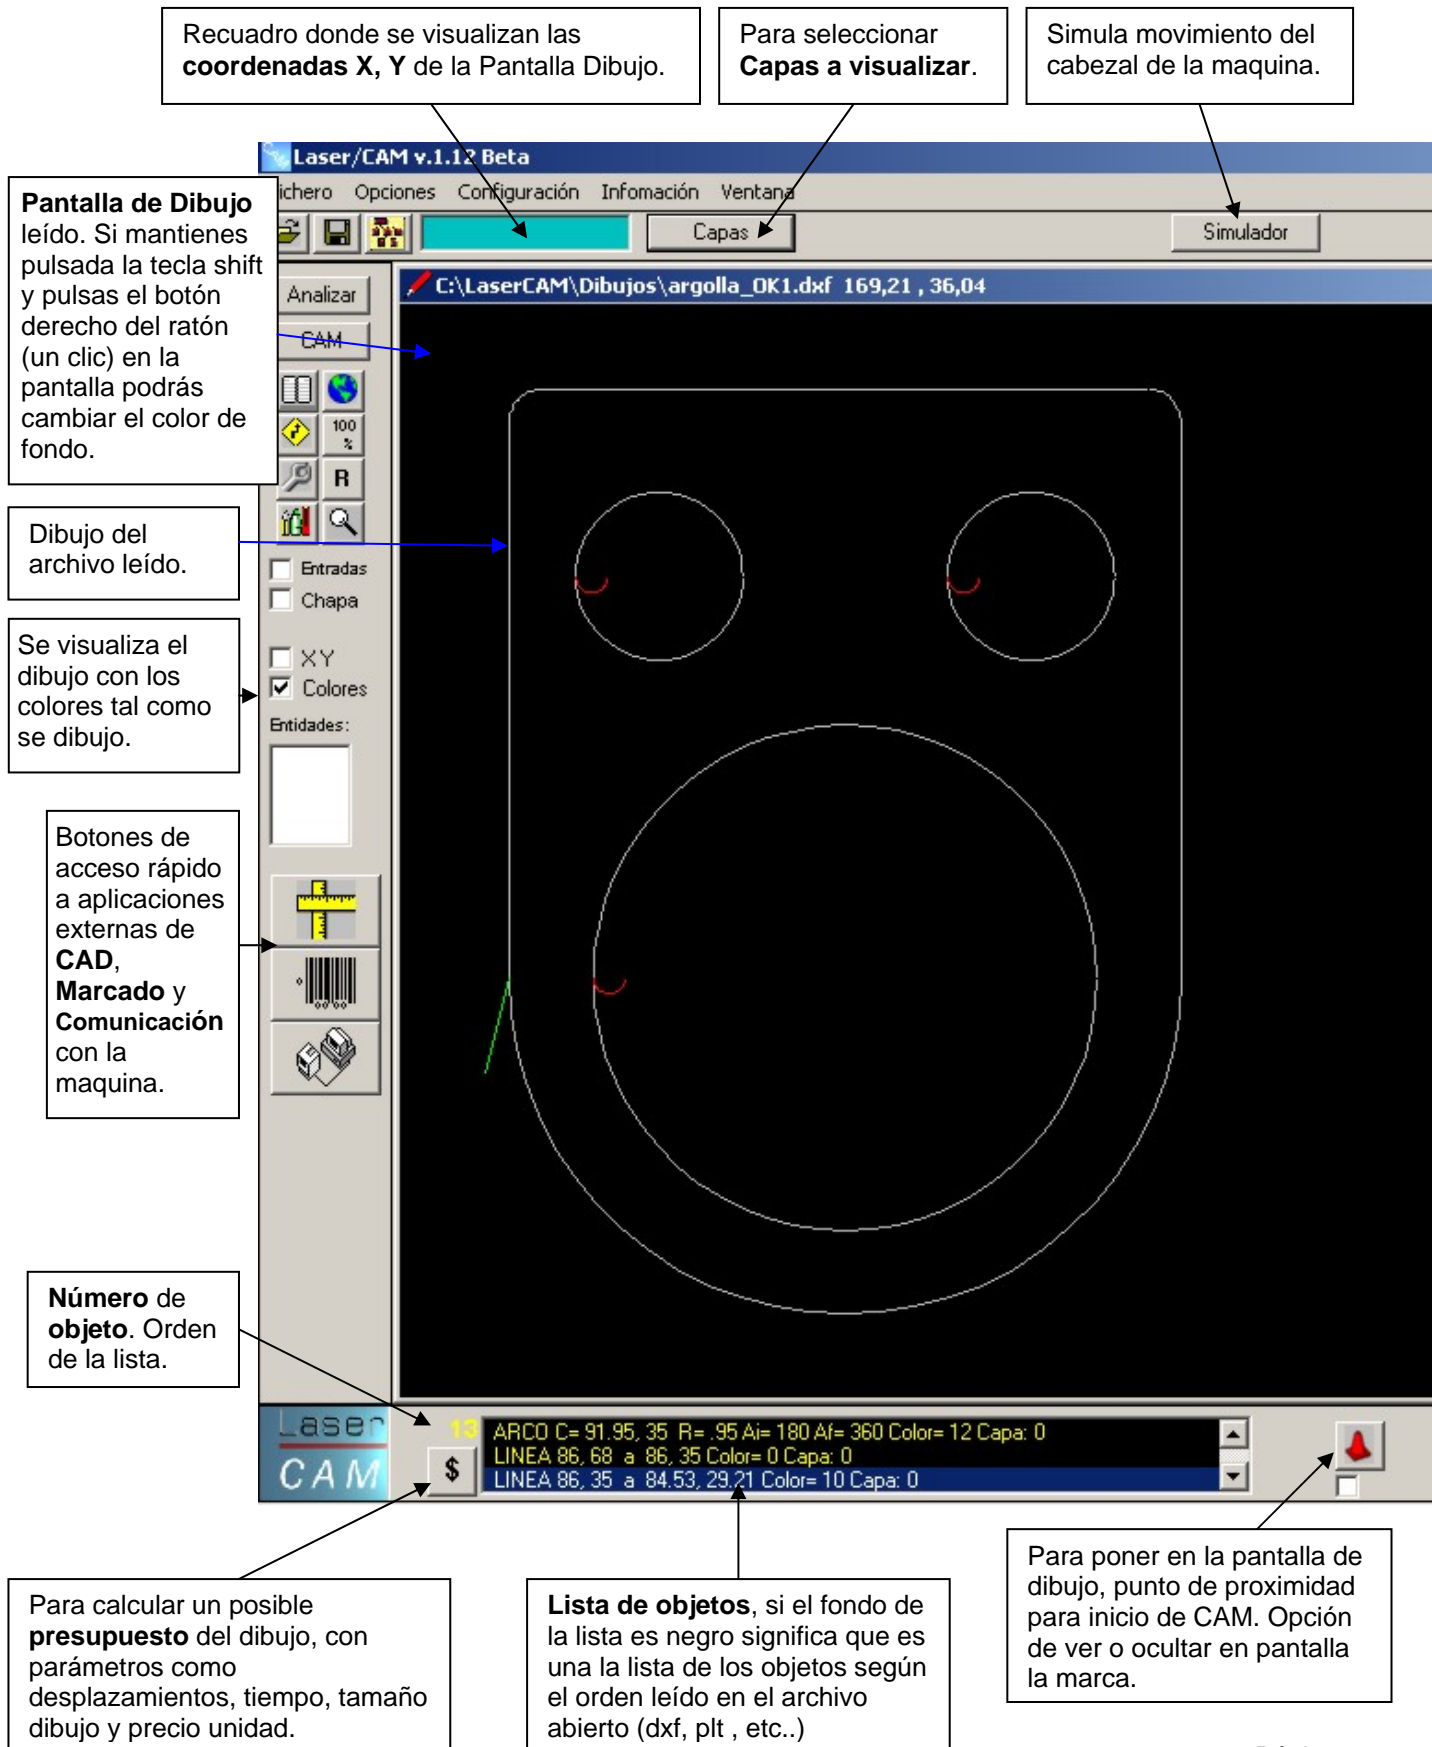 Recuadro donde se visualizan las
coordenadas X, Y de la Pantalla Dibujo.
Para seleccionar
Capas a visualizar.
Simula movimiento del
cabezal de la maquina.
Laser/CAM v.1.12 Beta
ichero Opciones Configuración Infomación Ventana
Capas
Simulador
Pantalla de Dibujo
leído. Si mantienes
pulsada la tecla shift
y pulsas el botón
derecho del ratón
(un clic) en la
pantalla podrás
cambiar el color de
fondo.
Analizar
CAM
100
%
R
C:\LaserCAM\Dibujos\argolla_OK1.dxf 169,21 , 36,04
Dibujo del
archivo leído.
Entradas
Chapa
Se visualiza el
dibujo con los
colores tal como
se dibujo.
XY
Colores
Entidades:
Botones de
acceso rápido
a aplicaciones
externas de
CAD,
Marcado y
Comunicación
con la
maquina.
Número de
objeto. Orden
de la lista.
Laser
CAM
13
$
ARCO C= 91.95, 35 R= .95 Ai= 180 Af= 360 Color= 12 Capa: 0
LINEA 86, 68 a 86, 35 Color= 0 Capa: 0
LINEA 86, 35 a 84.53, 29.21 Color= 10 Capa: 0
Para calcular un posible
presupuesto del dibujo, con
parámetros como
desplazamientos, tiempo, tamaño
dibujo y precio unidad.
Lista de objetos, si el fondo de
la lista es negro significa que es
una la lista de los objetos según
el orden leído en el archivo
abierto (dxf, plt , etc..)
Para poner en la pantalla de
dibujo, punto de proximidad
para inicio de CAM. Opción
de ver o ocultar en pantalla
la marca.